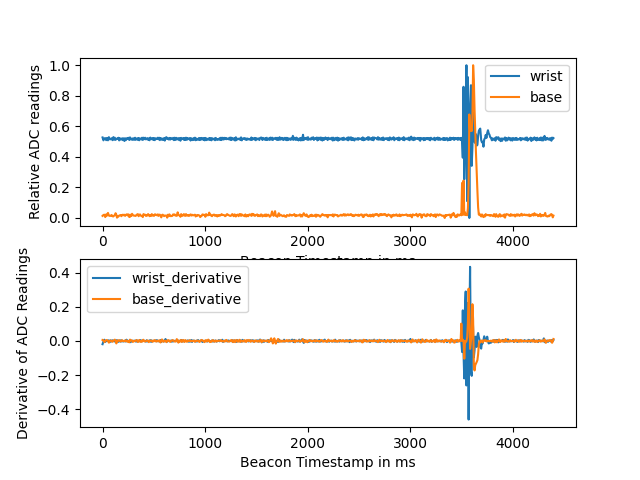 Relative ADC readings
1.0
0.8
0.6
0.4
0.2
0.0
wrist
base
0 1000 2000 3000 4000
Beacon Timestamp in ms
Derivative of ADC Readings
0.4
0.2
0.0
−0.2
−0.4
wrist_derivative
base_derivative
0 1000 2000 3000 4000
Beacon Timestamp in ms